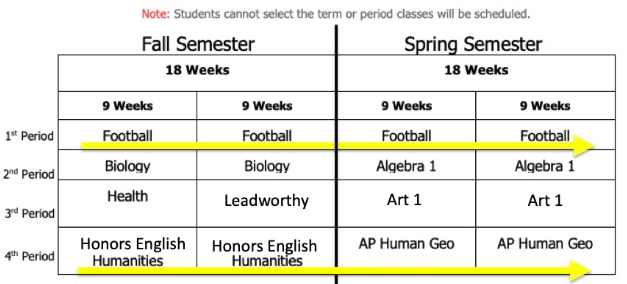 Note: Students cannot select the term or period classes will be scheduled.
Fall Semester Spring Semester
18 Weeks 18 Weeks
9 Weeks 9 Weeks 9 Weeks 9 Weeks
1st Period Football Football Football Football
2nd Period Biology Biology Algebra 1 Algebra 1
3rd Period Health Leadworthy Art 1 Art 1
4th Period Honors English Honors English AP Human Geo AP Human Geo
Humanities Humanities